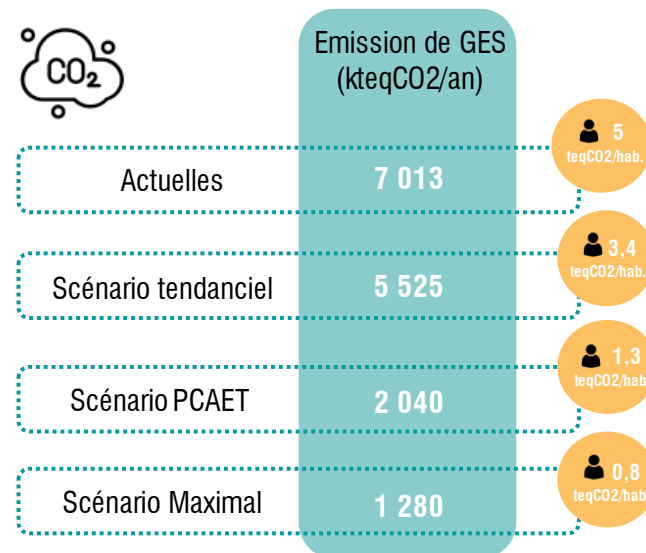 CO₂
Emission de GES
(kteqCO2/an)
Actuelles
7 013
5
teqCO2/hab.
Scénario tendanciel
5 525
3,4
teqCO2/hab.
Scénario PCAET
2 040
1,3
teqCO2/hab
Scénario Maximal
1 280
0,8
teqCO2/hab